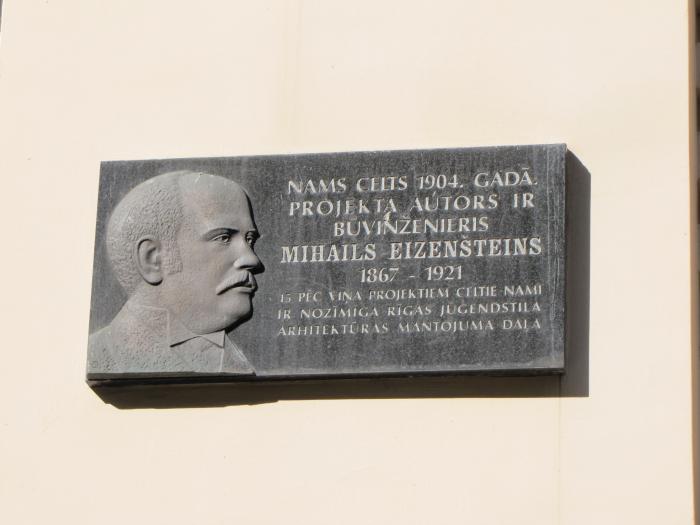 NAMS CELTS 1904. GADĀ.
PROJEKTA AUTORS IR
BŪVINŽENIERIS
MIHAILS EIZENŠTEINS
1867 - 1921
15 PĒC VIŅA PROJEKTIEM CELTIE NAMI
IR NOZĪMĪGA RĪGAS JŪGENDSTILA
ARHITEKTŪRAS MANTOJUMA DAĻA